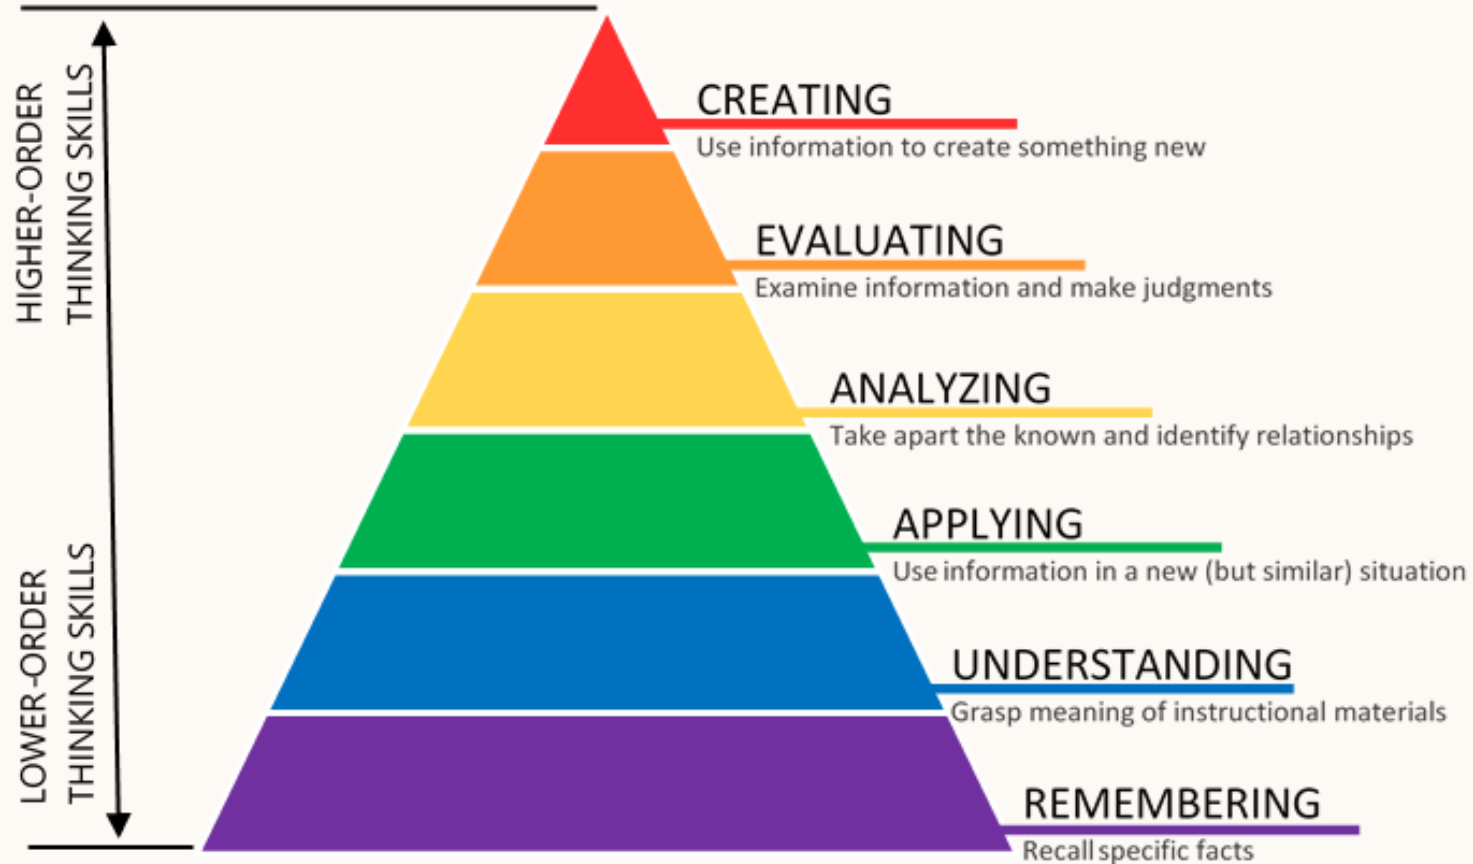 HIGHER-ORDER
THINKING SKILLS
LOWER-ORDER
THINKING SKILLS
CREATING
Use information to create something new
EVALUATING
Examine information and make judgments
ANALYZING
Take apart the known and identify relationships
APPLYING
Use information in a new (but similar) situation
UNDERSTANDING
Grasp meaning of instructional materials
REMEMBERING
Recall specific facts